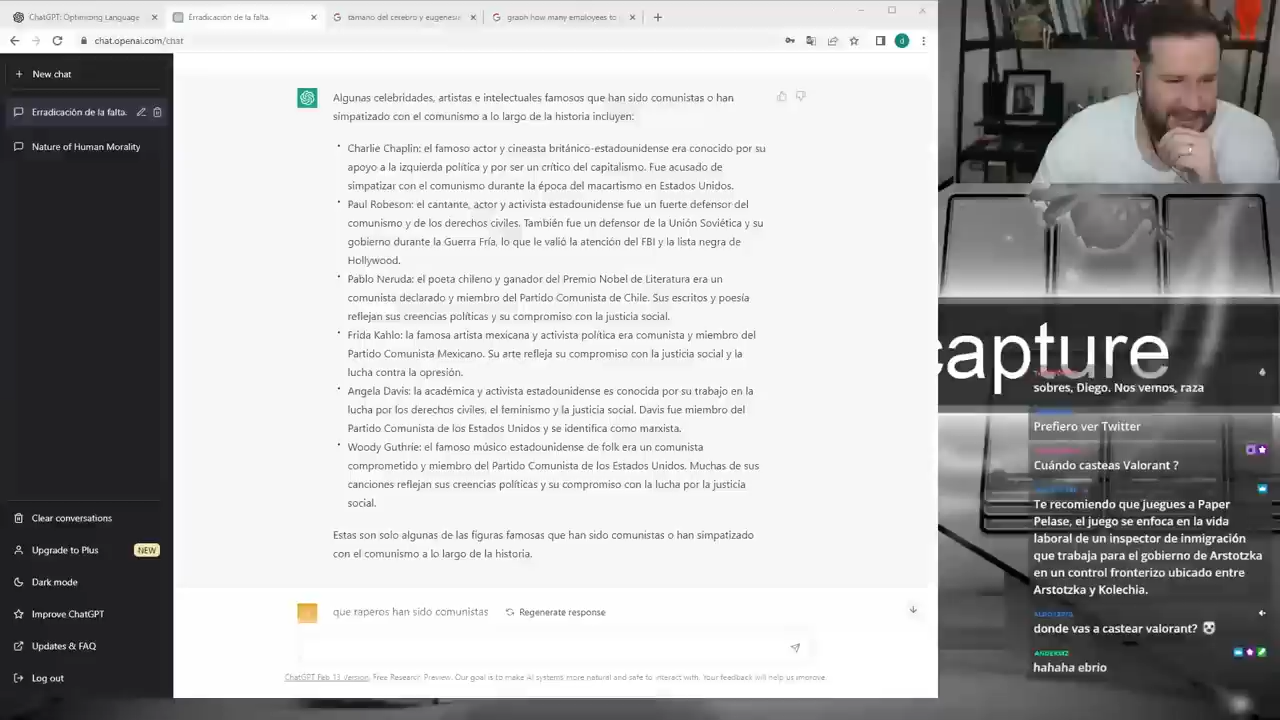 ChatGPT: Optimizing Language
Erradicación de la falta.
tamaño del cerebro y eugenesi
graph how many employees to
chat.openai.com/chat
d
New chat
Erradicación de la falta.
Nature of Human Morality
Clear conversations
Upgrade to Plus
NEW
Dark mode
Improve ChatGPT
Updates & FAQ
Log out
Algunas celebridades, artistas e intelectuales famosos que han sido comunistas o han
simpatizado con el comunismo a lo largo de la historia incluyen:
• Charlie Chaplin: el famoso actor y cineasta británico-estadounidense era conocido por su
apoyo a la izquierda política y por ser un crítico del capitalismo. Fue acusado de
simpatizar con el comunismo durante la época del macartismo en Estados Unidos.
• Paul Robeson: el cantante, actor y activista estadounidense fue un fuerte defensor del
comunismo y de los derechos civiles. También fue un defensor de la Unión Soviética y su
gobierno durante la Guerra Fría, lo que le valió la atención del FBI y la lista negra de
Hollywood.
• Pablo Neruda: el poeta chileno y ganador del Premio Nobel de Literatura era un
comunista declarado y miembro del Partido Comunista de Chile. Sus escritos y poesía
reflejan sus creencias políticas y su compromiso con la justicia social.
• Frida Kahlo: la famosa artista mexicana y activista política era comunista y miembro del
Partido Comunista Mexicano. Su arte refleja su compromiso con la justicia social y la
lucha contra la opresión.
• Angela Davis: la académica y activista estadounidense es conocida por su trabajo en la
lucha por los derechos civiles, el feminismo y la justicia social. Davis fue miembro del
Partido Comunista de los Estados Unidos y se identifica como marxista.
• Woody Guthrie: el famoso músico estadounidense de folk era un comunista
comprometido y miembro del Partido Comunista de los Estados Unidos. Muchas de sus
canciones reflejan sus creencias políticas y su compromiso con la lucha por la justicia
social.
Estas son solo algunas de las figuras famosas que han sido comunistas o han simpatizado
con el comunismo a lo largo de la historia.
que raperos han sido comunistas
Regenerate response
ChatGPT Feb 13 Version. Free Research Preview. Our goal is to make AI systems more natural and safe to interact with. Your feedback will help us improve.
capture
sobres, Diego. Nos vemos, raza
Prefiero ver Twitter
Cuándo casteas Valorant ?
Te recomiendo que juegues a Paper
Pelase, el juego se enfoca en la vida
laboral de un inspector de inmigración
que trabaja para el gobierno de Arstotzka
en un control fronterizo ubicado entre
Arstotzka y Kolechia.
donde vas a castear valorant?
hahaha ebrio